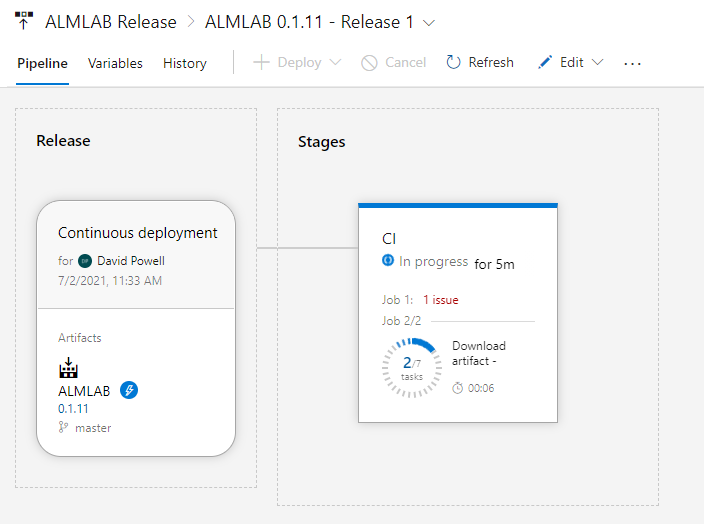 ALMLAB Release > ALMLAB 0.1.11 - Release 1
Pipeline Variables History + Deploy Cancel Refresh Edit ...
Release
Stages
Continuous deployment
for DP David Powell
7/2/2021, 11:33 AM
Artifacts
ALMLAB
0.1.11
master
CI
In progress for 5m
Job 1: 1 issue
Job 2/2
2/7
tasks
Download
artifact -
00:06